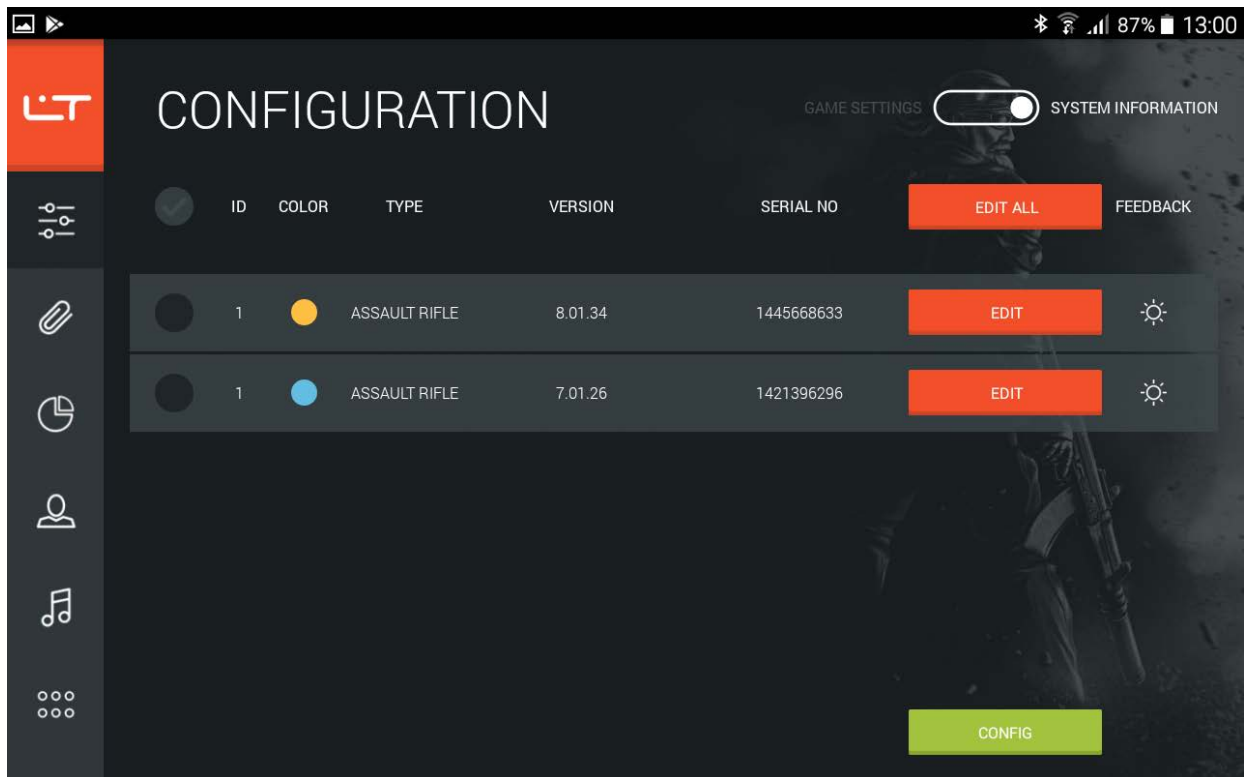 87% 13:00
LT
CONFIGURATION
GAME SETTINGS SYSTEM INFORMATION
ID COLOR TYPE VERSION SERIAL NO EDIT ALL FEEDBACK
1 ASSAULT RIFLE 8.01.34 1445668633 EDIT
1 ASSAULT RIFLE 7.01.26 1421396296 EDIT
CONFIG